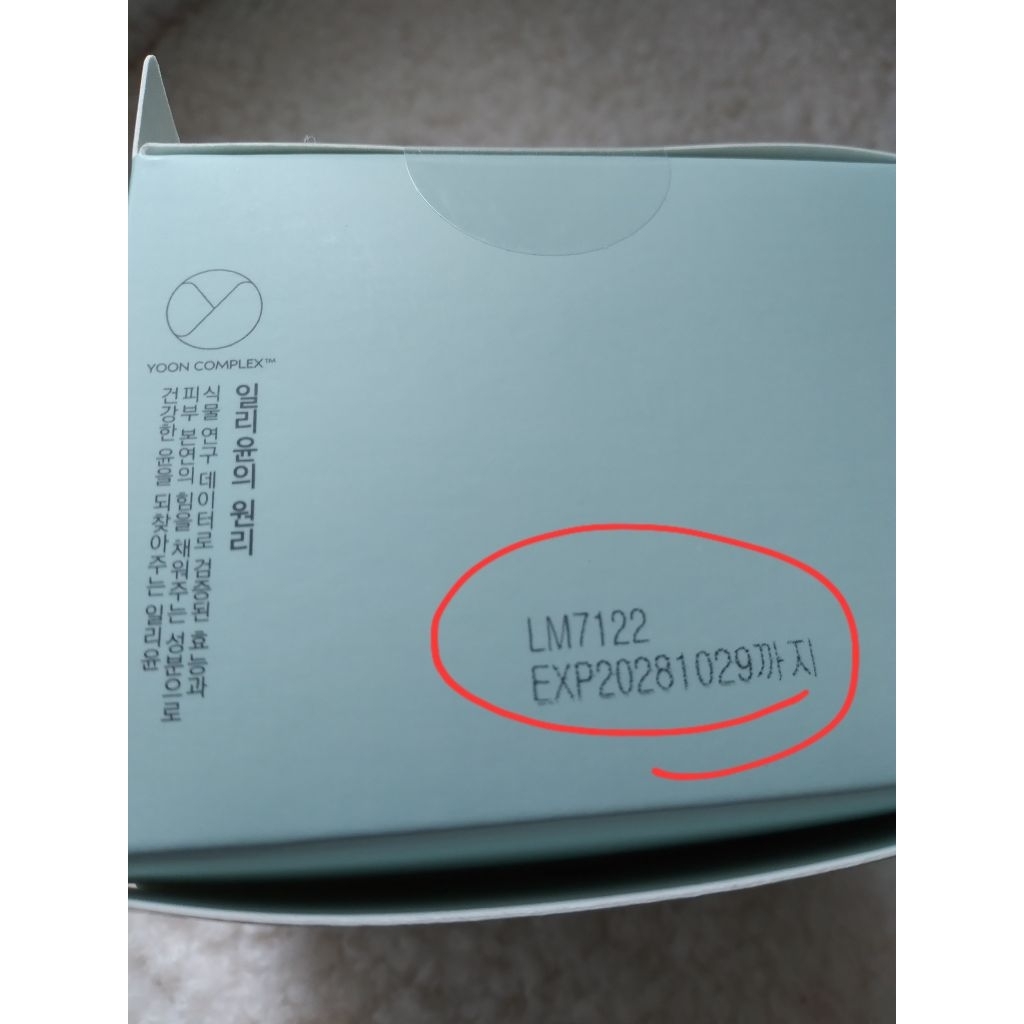 YOON COMPLEX™
일리윤의 원리
식물 연구 데이터로 검증된 효능과
피부 본연의 힘을 채워주는 성분으로
건강한 윤을 되찾아주는 일리윤
LM7122
EXP20281029까지